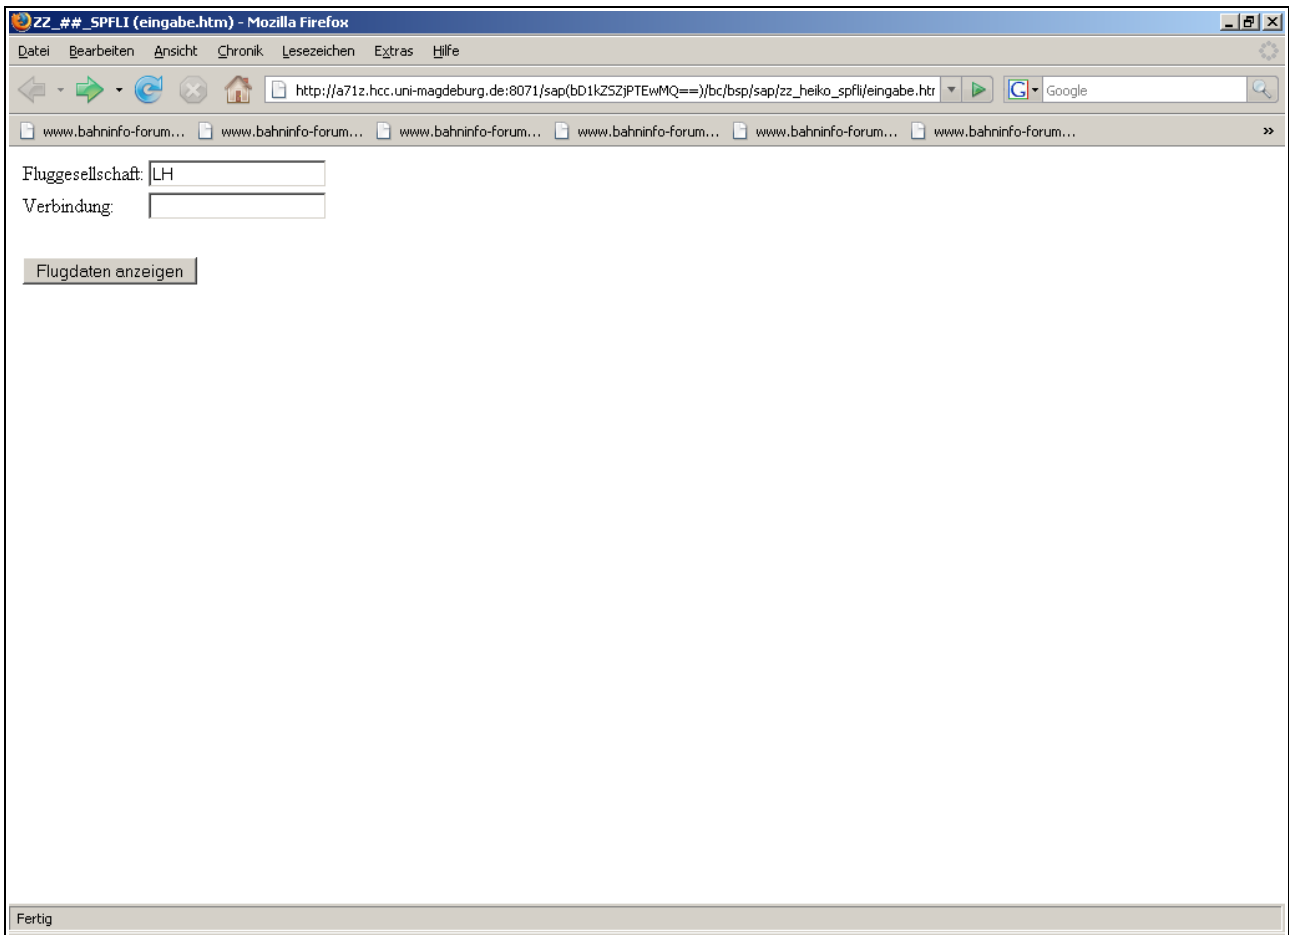 ZZ_##_SPFLI (eingabe.htm) - Mozilla Firefox
Datei Bearbeiten Ansicht Chronik Lesezeichen Extras Hilfe
http://a71z.hcc.uni-magdeburg.de:8071/sap(bD1kZSZjPTEwMQ==)/bc/bsp/sap/zz_heiko_spfli/eingabe.htr G Google
www.bahninfo-forum... www.bahninfo-forum... www.bahninfo-forum... www.bahninfo-forum... www.bahninfo-forum... www.bahninfo-forum... »
Fluggesellschaft: LH
Verbindung:
Flugdaten anzeigen
Fertig